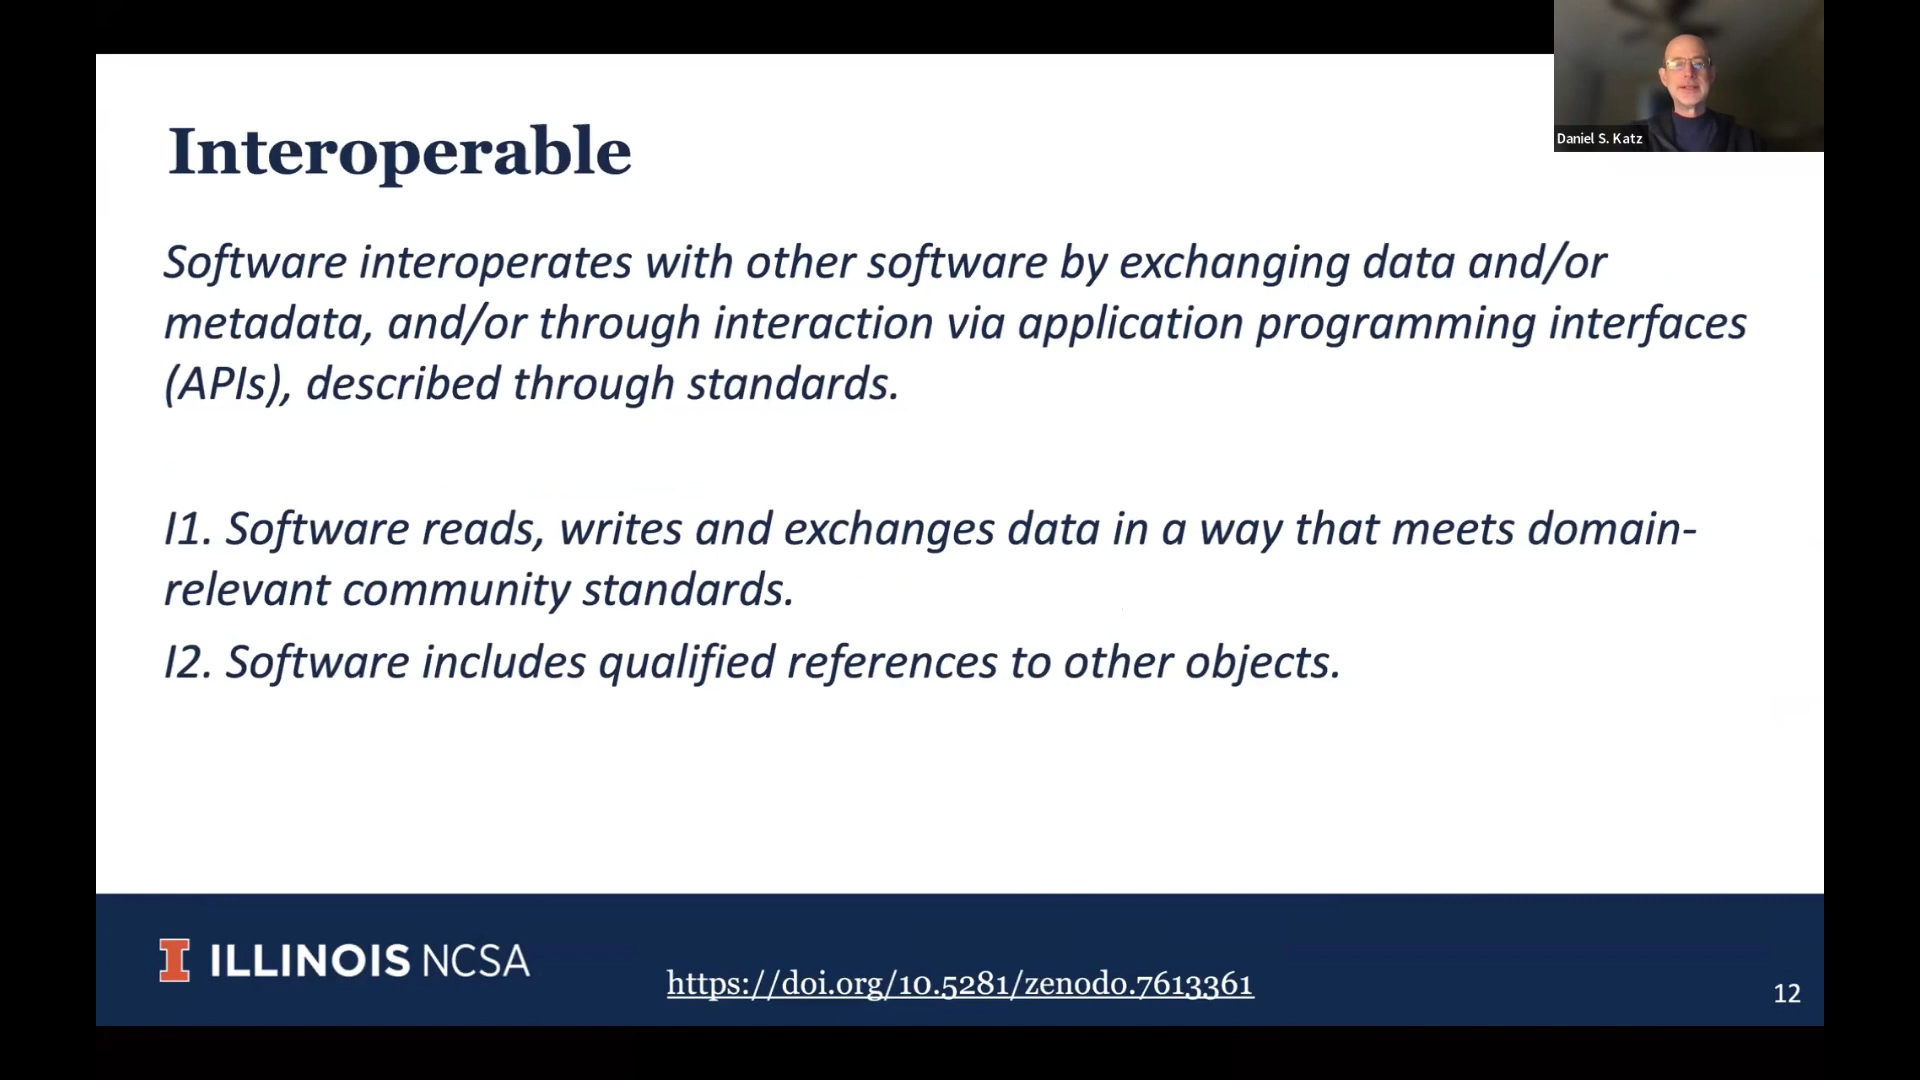 Daniel S. Katz
Interoperable
Software interoperates with other software by exchanging data and/or
metadata, and/or through interaction via application programming interfaces
(APIs), described through standards.
I1. Software reads, writes and exchanges data in a way that meets domain-
relevant community standards.
I2. Software includes qualified references to other objects.
I ILLINOIS NCSA
https://doi.org/10.5281/zenodo.7613361
12